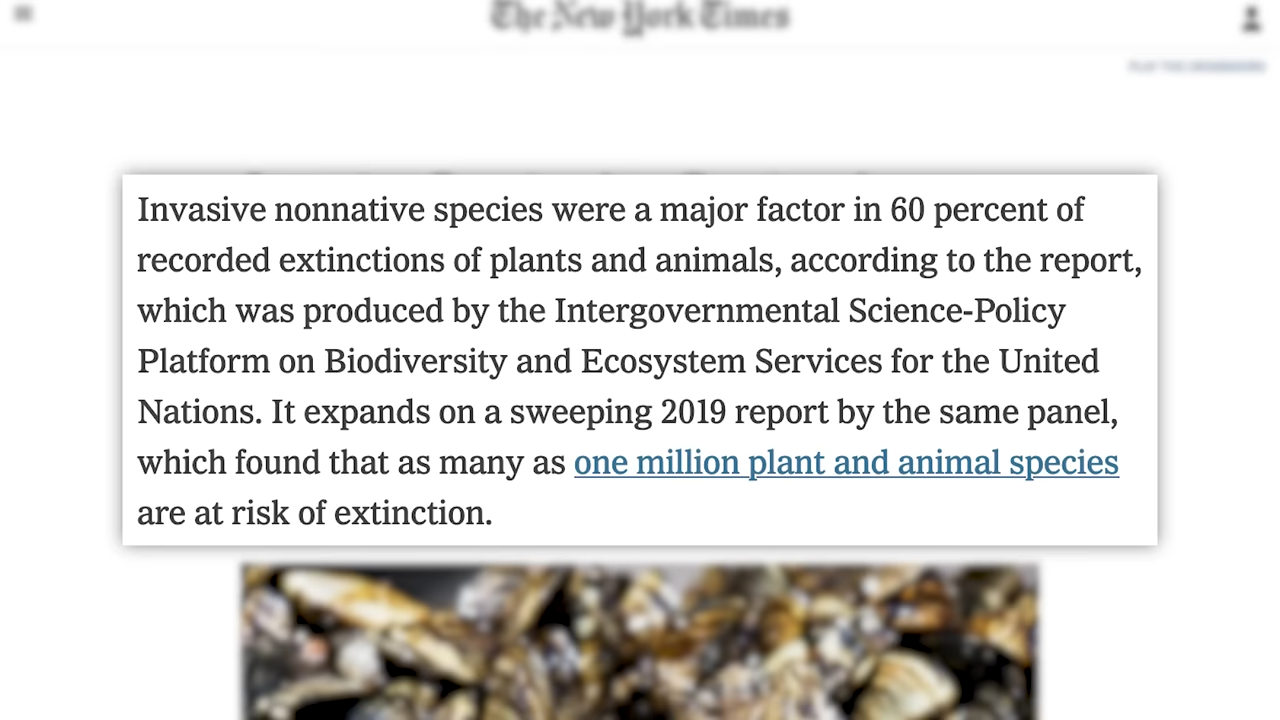 The New York Times
Invasive nonnative species were a major factor in 60 percent of
recorded extinctions of plants and animals, according to the report,
which was produced by the Intergovernmental Science-Policy
Platform on Biodiversity and Ecosystem Services for the United
Nations. It expands on a sweeping 2019 report by the same panel,
which found that as many as one million plant and animal species
are at risk of extinction.